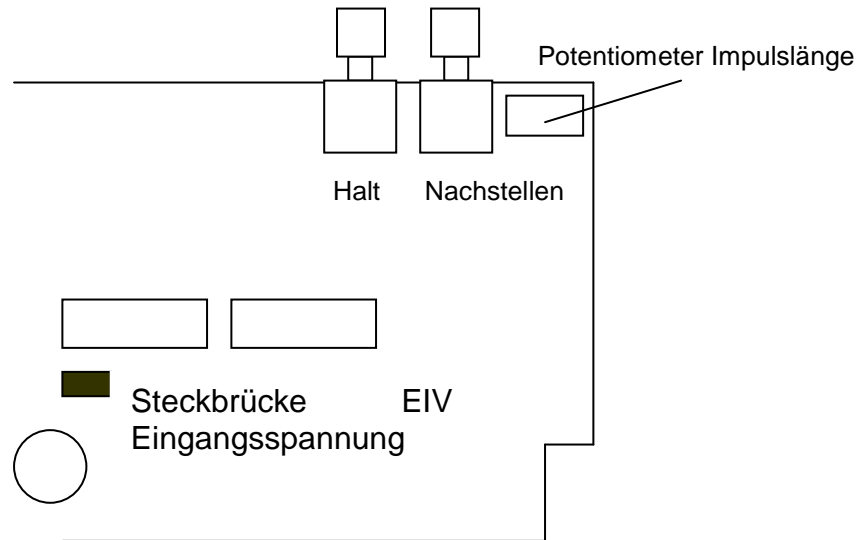 Potentiometer Impulslänge
Halt Nachstellen
Steckbrücke EIV
Eingangsspannung